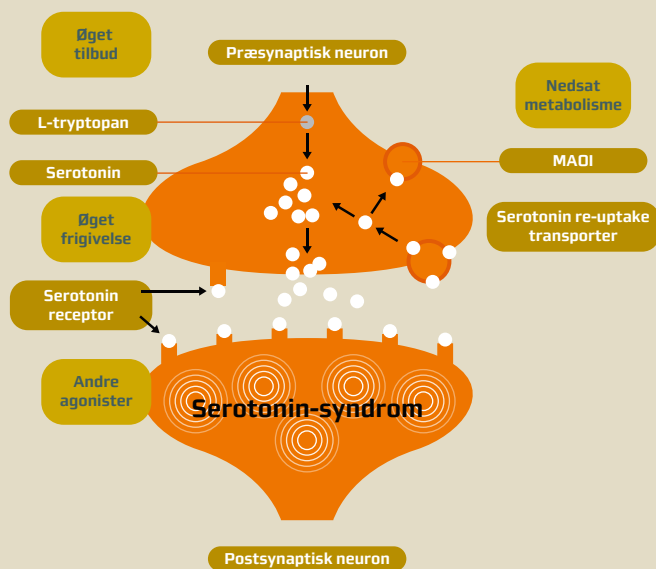 Øget
tilbud
Præsynaptisk neuron
Nedsat
metabolisme
L-tryptopan
MAOI
Serotonin
Øget
frigivelse
Serotonin re-uptake
transporter
Serotonin
receptor
Andre
agonister
Serotonin-syndrom
Postsynaptisk neuron